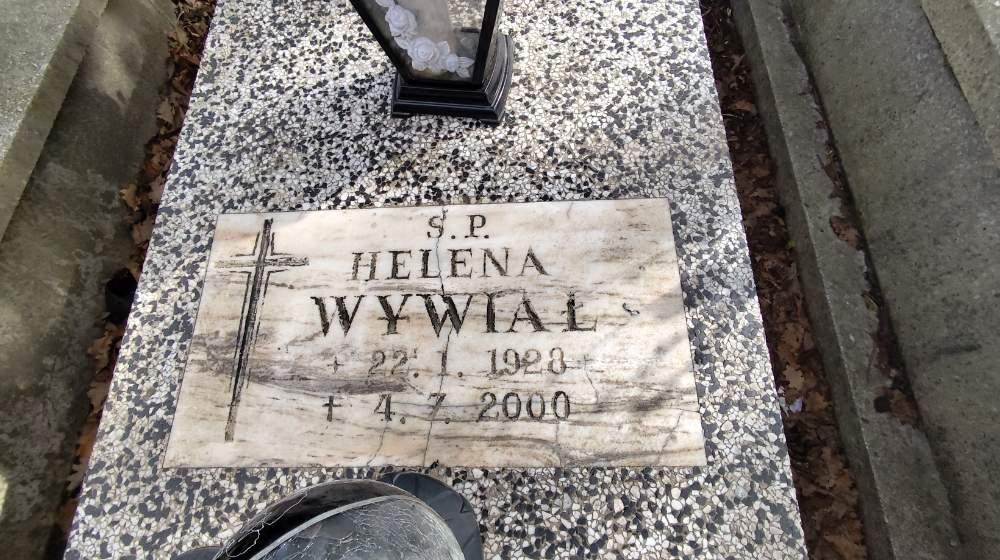 Ś.P.
HELENA
WYWIAŁ
22. 1. 1928
✝ 4. 7. 2000